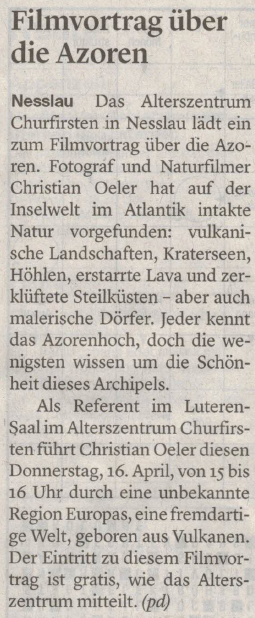 Filmvortrag über
die Azoren
Nesslau Das Alterszentrum
Churfirsten in Nesslau lädt ein
zum Filmvortrag über die Azo-
ren. Fotograf und Naturfilmer
Christian Oeler hat auf der
Inselwelt im Atlantik intakte
Natur vorgefunden: vulkani-
sche Landschaften, Kraterseen,
Höhlen, erstarrte Lava und zer-
klüftete Steilküsten – aber auch
malerische Dörfer. Jeder kennt
das Azorenhoch, doch die we-
nigsten wissen um die Schön-
heit dieses Archipels.
Als Referent im Luteren-
Saal im Alterszentrum Churfirs-
ten führt Christian Oeler diesen
Donnerstag, 16. April, von 15 bis
16 Uhr durch eine unbekannte
Region Europas, eine fremdarti-
ge Welt, geboren aus Vulkanen.
Der Eintritt zu diesem Filmvor-
trag ist gratis, wie das Alters-
zentrum mitteilt. (pd)